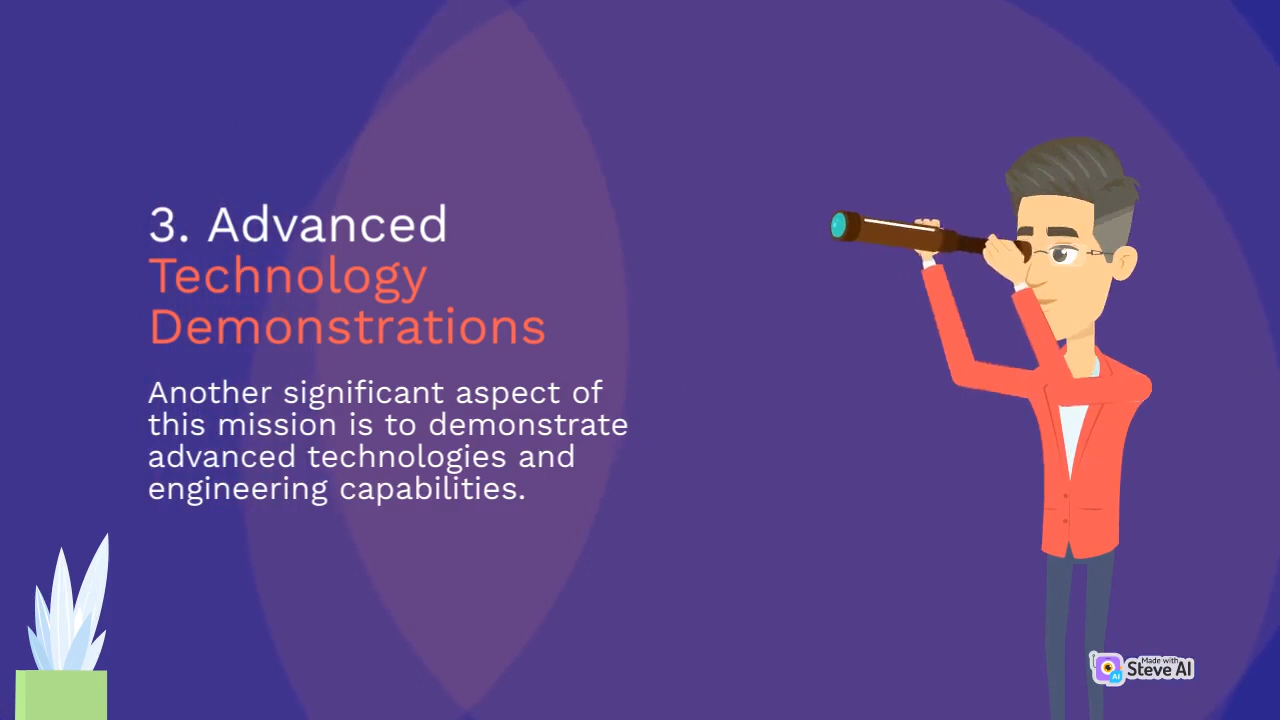 3. Advanced
Technology
Demonstrations
Another significant aspect of
this mission is to demonstrate
advanced technologies and
engineering capabilities.
Made with
Steve AI
AI